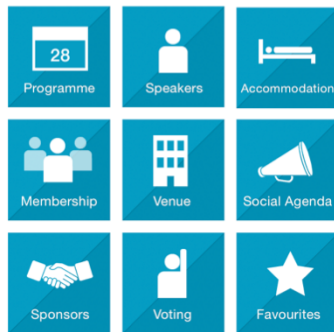 28
Programme
Speakers
Accommodation
Membership
Venue
Social Agenda
Sponsors
Voting
Favourites